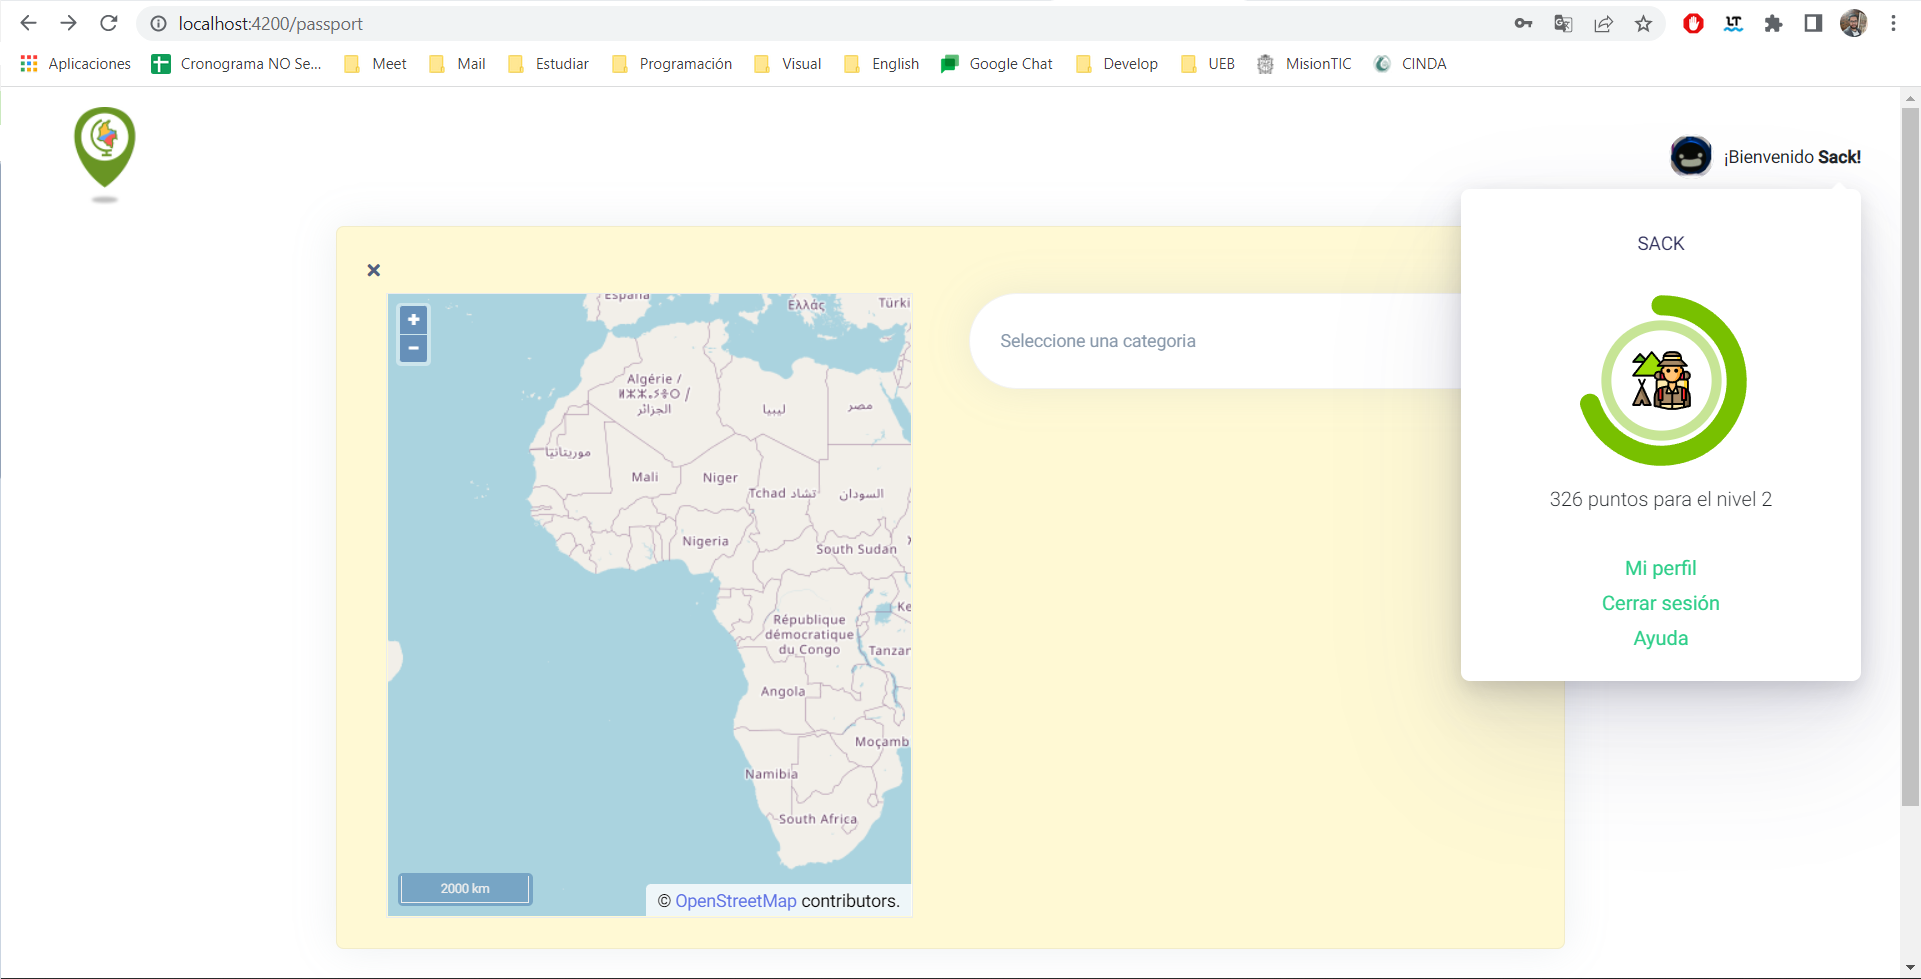 localhost:4200/passport
Aplicaciones
Cronograma NO Se...
Meet
Mail
Estudiar
Programación
Visual
English
Google Chat
Develop
UEB
MisionTIC
CINDA
¡Bienvenido Sack!
SACK
326 puntos para el nivel 2
Mi perfil
Cerrar sesión
Ayuda
×
+
−
España
Ελλάς
Türki
Algérie /
ⵍⵣⵣⴰⵢⴻⵔ /
الجزائر
ليبيا
مصر
موريتانيا
Mali
Niger
Tchad تشاد
السودان
Nigeria
South Sudan
République
démocratique
du Congo
Ke
Tanzan
Angola
Moçamb
Namibia
South Africa
2000 km
© OpenStreetMap contributors.
Seleccione una categoria